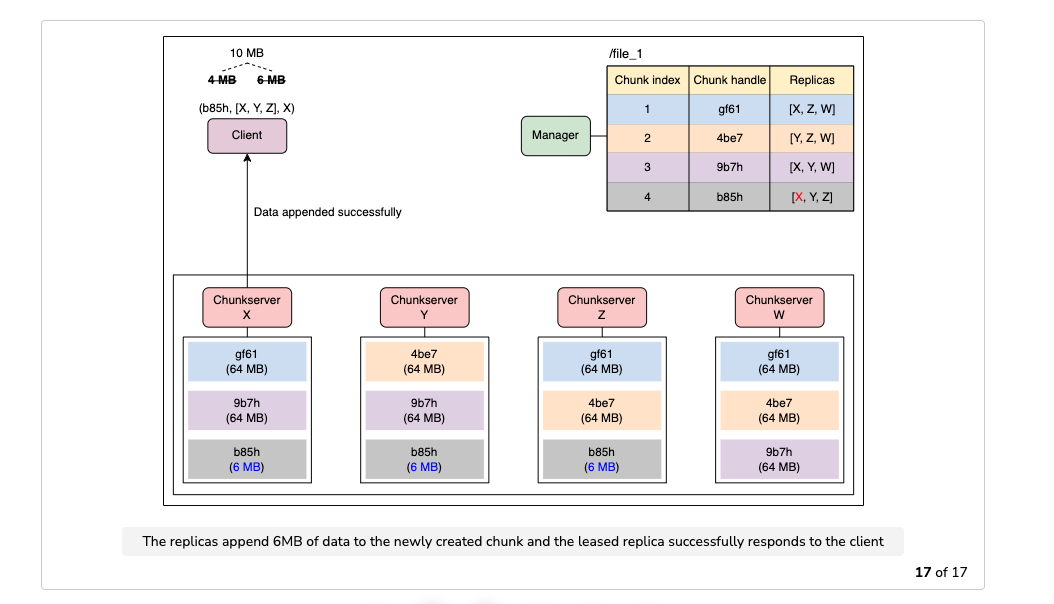 10 MB
4 MB 6 MB
(b85h, [X, Y, Z], X)
Client
Data appended successfully
Manager
/file_1
Chunk index Chunk handle Replicas
1 gf61 [X, Z, W]
2 4be7 [Y, Z, W]
3 9b7h [X, Y, W]
4 b85h [X, Y, Z]
Chunkserver
X
gf61
(64 MB)
9b7h
(64 MB)
b85h
(6 MB)
Chunkserver
Y
4be7
(64 MB)
9b7h
(64 MB)
b85h
(6 MB)
Chunkserver
Z
gf61
(64 MB)
4be7
(64 MB)
b85h
(6 MB)
Chunkserver
W
gf61
(64 MB)
4be7
(64 MB)
9b7h
(64 MB)
The replicas append 6MB of data to the newly created chunk and the leased replica successfully responds to the client
17 of 17